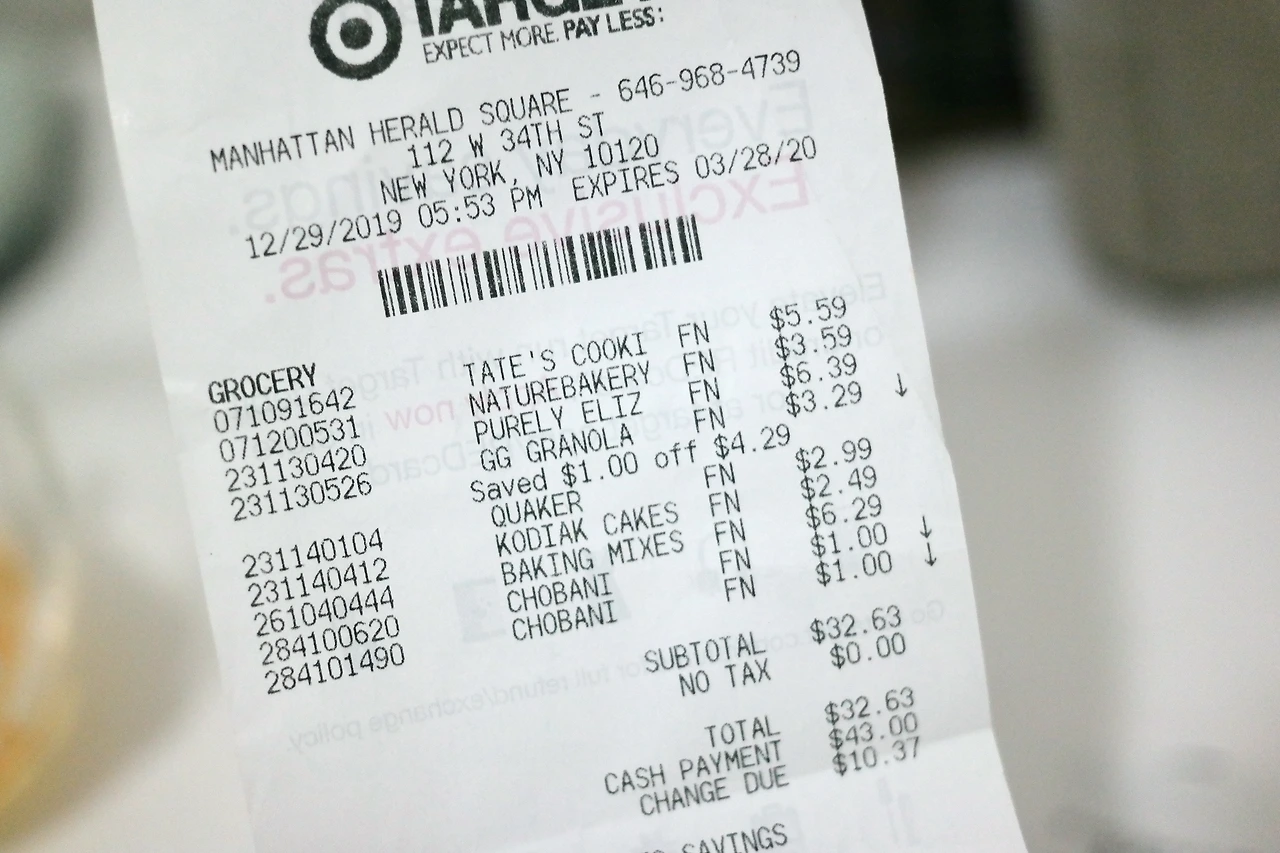 TARGET
EXPECT MORE. PAY LESS:
MANHATTAN HERALD SQUARE - 646-968-4739
112 W 34TH ST
NEW YORK, NY 10120
12/29/2019 05:53 PM EXPIRES 03/28/20
GROCERY
071091642 TATE'S COOKI FN $5.59
071200531 NATUREBAKERY FN $3.59
231130420 PURELY ELIZ FN $6.39
231130526 GG GRANOLA FN $3.29 ↓
Saved $1.00 off $4.29
231140104 QUAKER FN $2.99
231140412 KODIAK CAKES FN $2.49
261040444 BAKING MIXES FN $6.29
284100620 CHOBANI FN $1.00 ↓
284101490 CHOBANI FN $1.00 ↓
SUBTOTAL $32.63
NO TAX $0.00
TOTAL $32.63
CASH PAYMENT $43.00
CHANGE DUE $10.37
SAVINGS